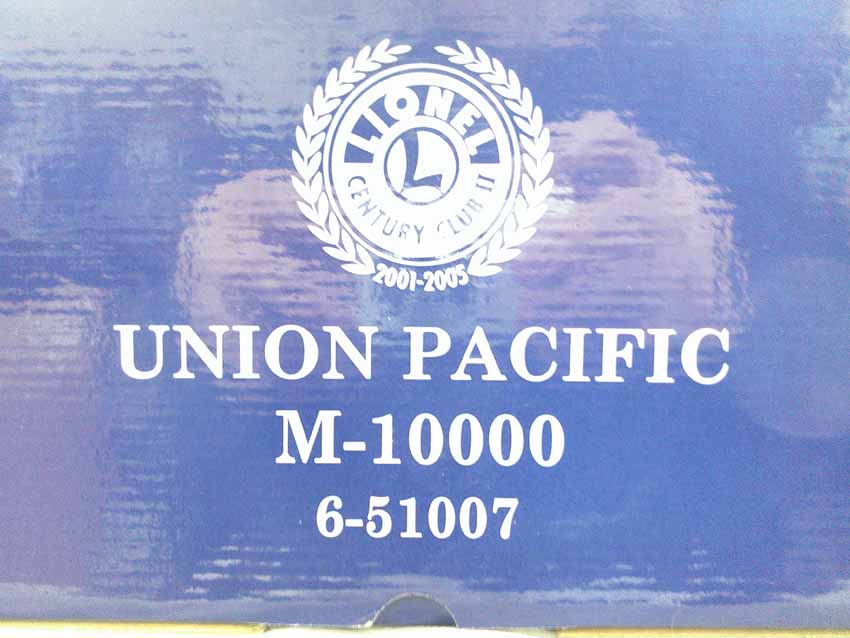 LIONEL
L
CENTURY CLUB II
2001-2005
UNION PACIFIC
M-10000
6-51007